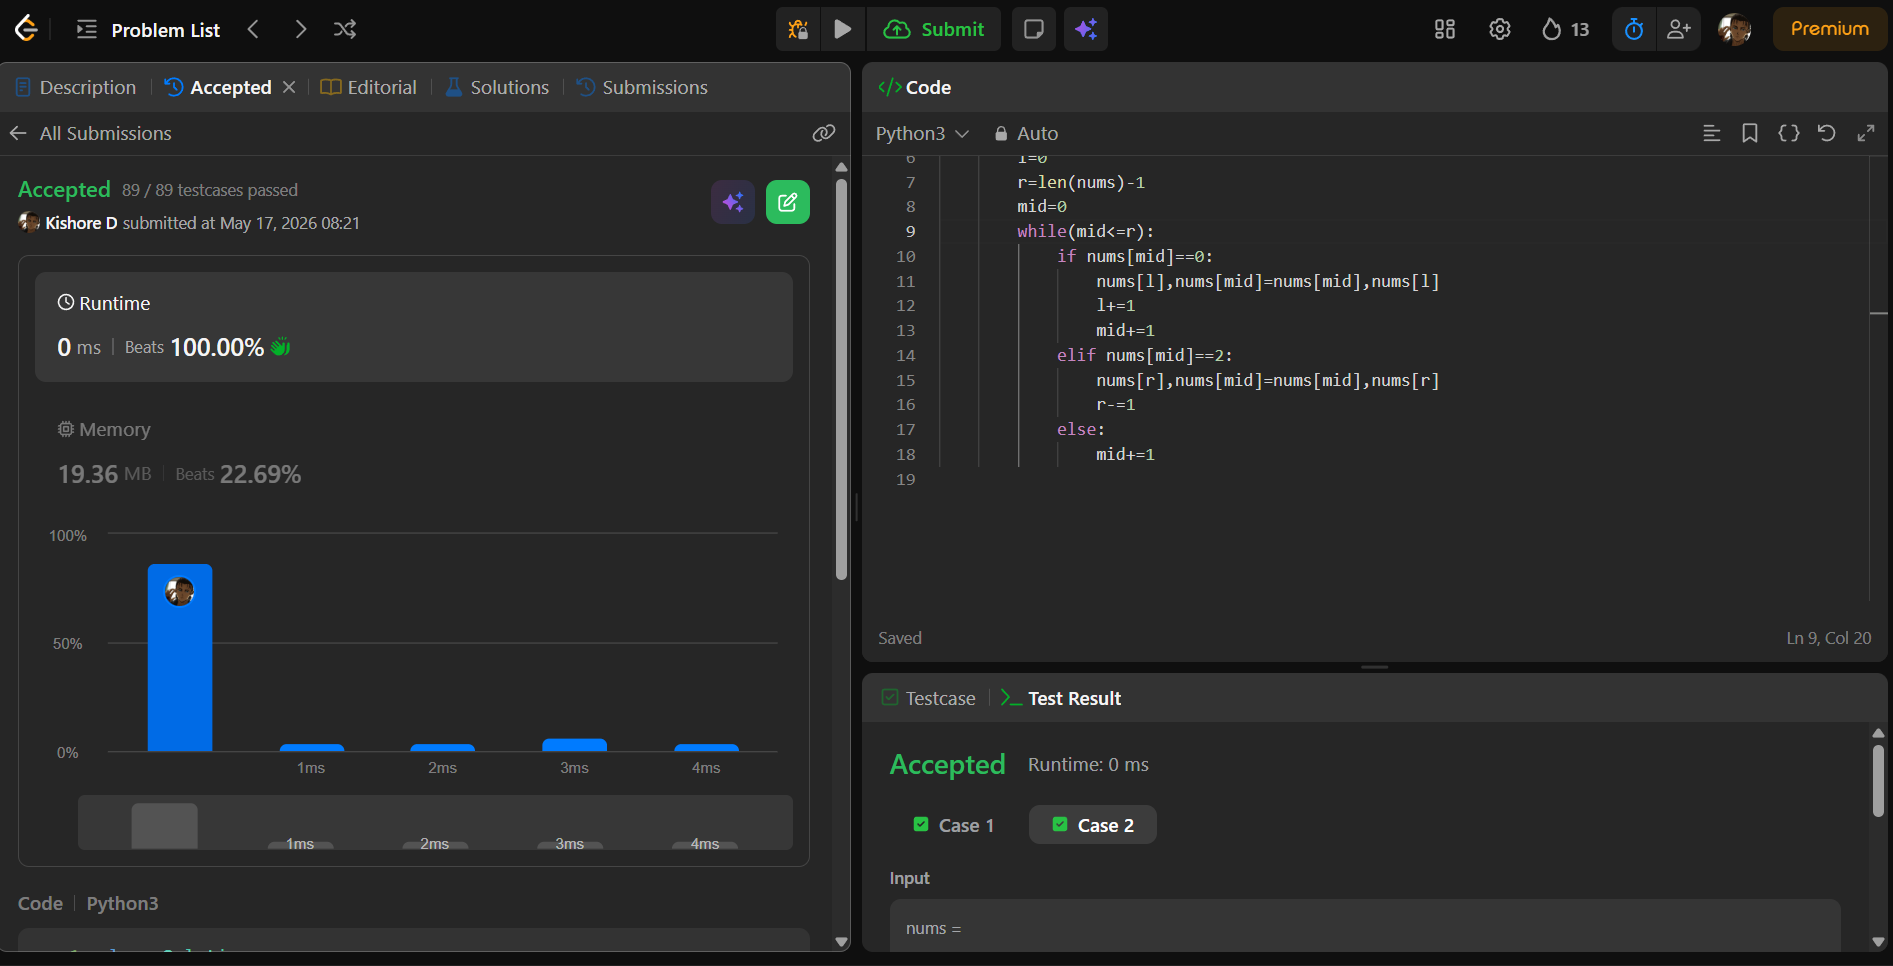 Problem List
Submit
13
Premium
Description
Accepted
Editorial
Solutions
Submissions
All Submissions
Accepted 89 / 89 testcases passed
Kishore D submitted at May 17, 2026 08:21
Runtime
0 ms Beats 100.00%
Memory
19.36 MB Beats 22.69%
100%
50%
0%
1ms 2ms 3ms 4ms
1ms 2ms 3ms 4ms
Code Python3
</> Code
Python3 Auto
6 l=0
7 r=len(nums)-1
8 mid=0
9 while(mid<=r):
10 if nums[mid]==0:
11 nums[l],nums[mid]=nums[mid],nums[l]
12 l+=1
13 mid+=1
14 elif nums[mid]==2:
15 nums[r],nums[mid]=nums[mid],nums[r]
16 r-=1
17 else:
18 mid+=1
19
Saved Ln 9, Col 20
Testcase
Test Result
Accepted Runtime: 0 ms
Case 1 Case 2
Input
nums =